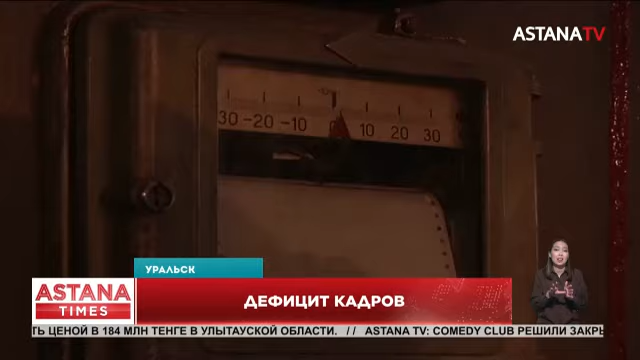 ASTANATV
30 -20 -10 0 10 20 30
УРАЛЬСК
ДЕФИЦИТ КАДРОВ
ASTANA
TIMES
ТЬ ЦЕНОЙ В 184 МЛН ТЕНГЕ В УЛЫТАУСКОЙ ОБЛАСТИ. // ASTANA TV: COMEDY CLUB РЕШИЛИ ЗАКРЬ